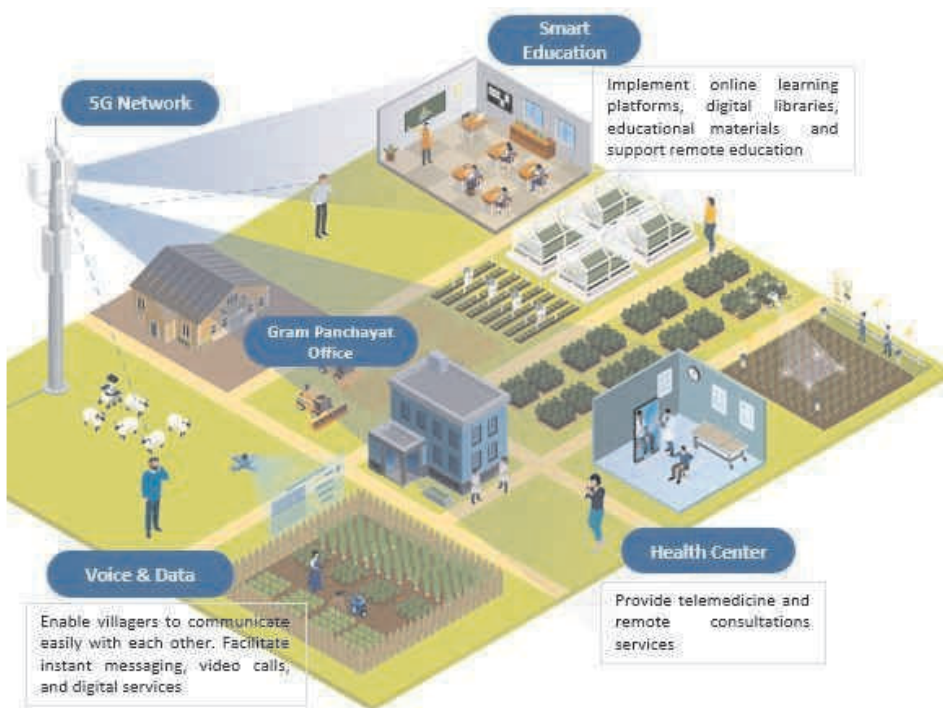 Smart
Education
Implement online learning
platforms, digital libraries,
educational materials and
support remote education
5G Network
Gram Panchayat
Office
Voice & Data
Enable villagers to communicate
easily with each other. Facilitate
instant messaging, video calls,
and digital services
Health Center
Provide telemedicine and
remote consultations
services